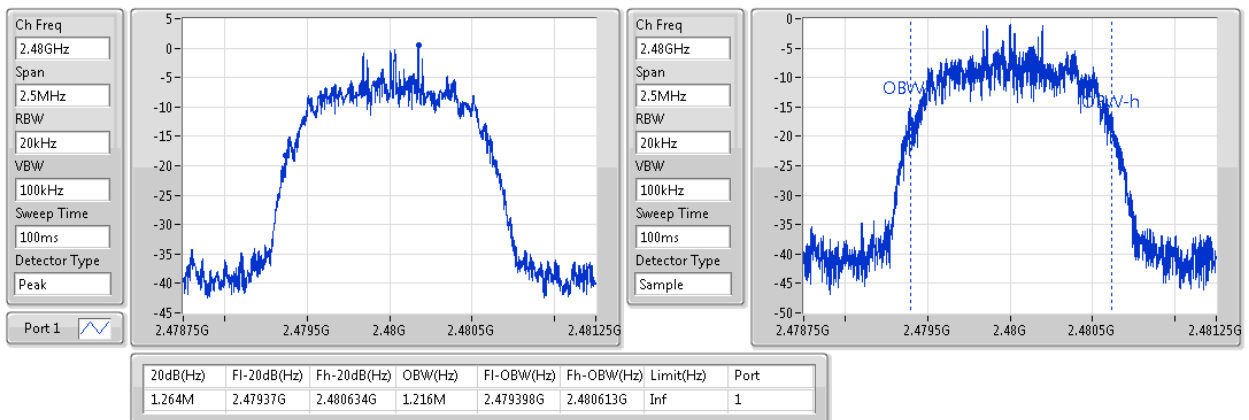 Ch Freq
2.48GHz
Span
2.5MHz
RBW
20kHz
VBW
100kHz
Sweep Time
100ms
Detector Type
Peak
Port 1
5-
0-
-5-
-10-
-15-
-20-
-25-
-30-
-35-
-40-
-45-
2.47875G 2.4795G 2.48G 2.4805G 2.48125G
Ch Freq
2.48GHz
Span
2.5MHz
RBW
20kHz
VBW
100kHz
Sweep Time
100ms
Detector Type
Sample
0-
-5-
-10-
-15-
-20-
-25-
-30-
-35-
-40-
-45-
-50-
OBW
OBW-h
2.47875G 2.4795G 2.48G 2.4805G 2.48125G
20dB(Hz) Fl-20dB(Hz) Fh-20dB(Hz) OBW(Hz) Fl-OBW(Hz) Fh-OBW(Hz) Limit(Hz) Port
1.264M 2.47937G 2.480634G 1.216M 2.479398G 2.480613G Inf 1